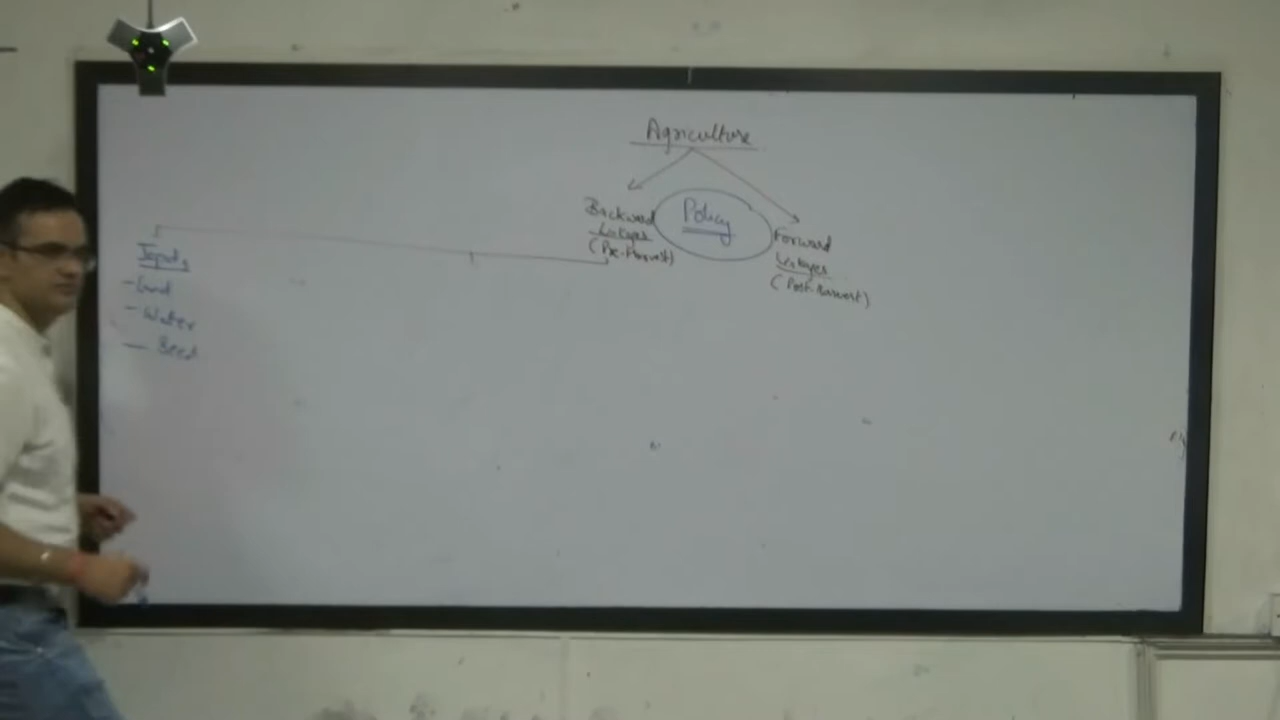 Agriculture
Backward
Linkages
(Pre-Harvest)
Policy
Forward
Linkages
(Post-harvest)
Inputs
- Land
- Water
- Seed